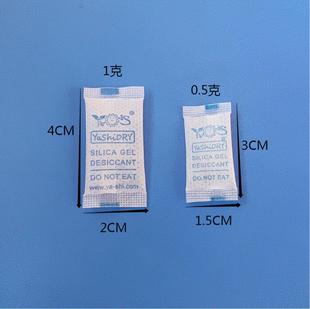 1克
0.5克
4CM
3CM
YOS
YaShiDRY
SILICA GEL
DESICCANT
DO NOT EAT
www.ya-shi.com
2CM
YOS
YaShiDRY
SILICA GEL
DESICCANT
DO NOT EAT
1.5CM